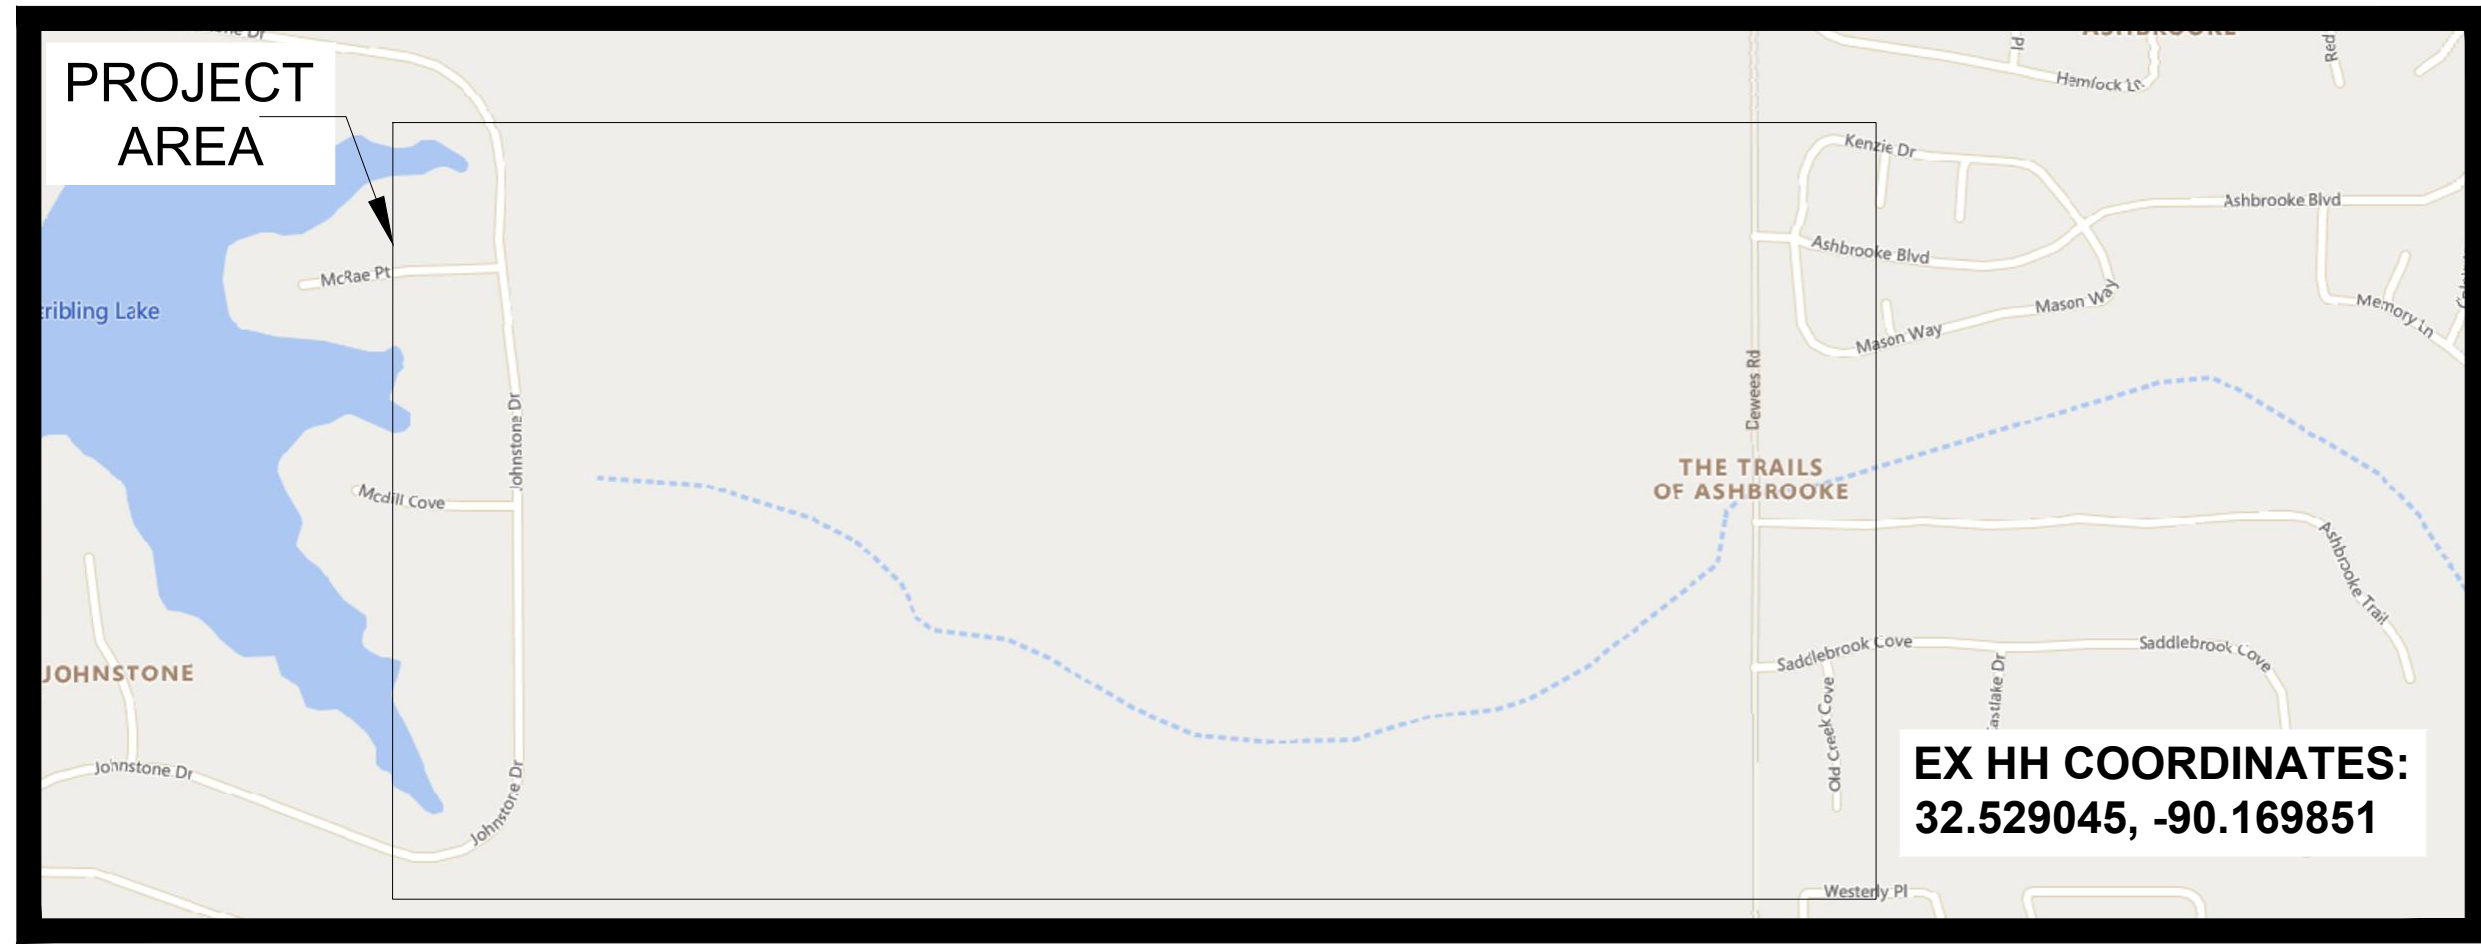 PROJECT
AREA
Hemlock Ln
Red
Kenzie Dr
Ashbrooke Blvd
Ashbrooke Blvd
McRae Pt
Mason Way
Mason Way
Memory Ln
Lake
Dewees Rd
Johnstone Dr
THE TRAILS
OF ASHBROOKE
Mcdill Cove
Ashbrooke Trail
Saddlebrook Cove
Saddlebrook Cove
JOHNSTONE
Old Creek Cove
Johnstone Dr
Johnstone Dr
EX HH COORDINATES:
32.529045, -90.169851
Westerly Pl